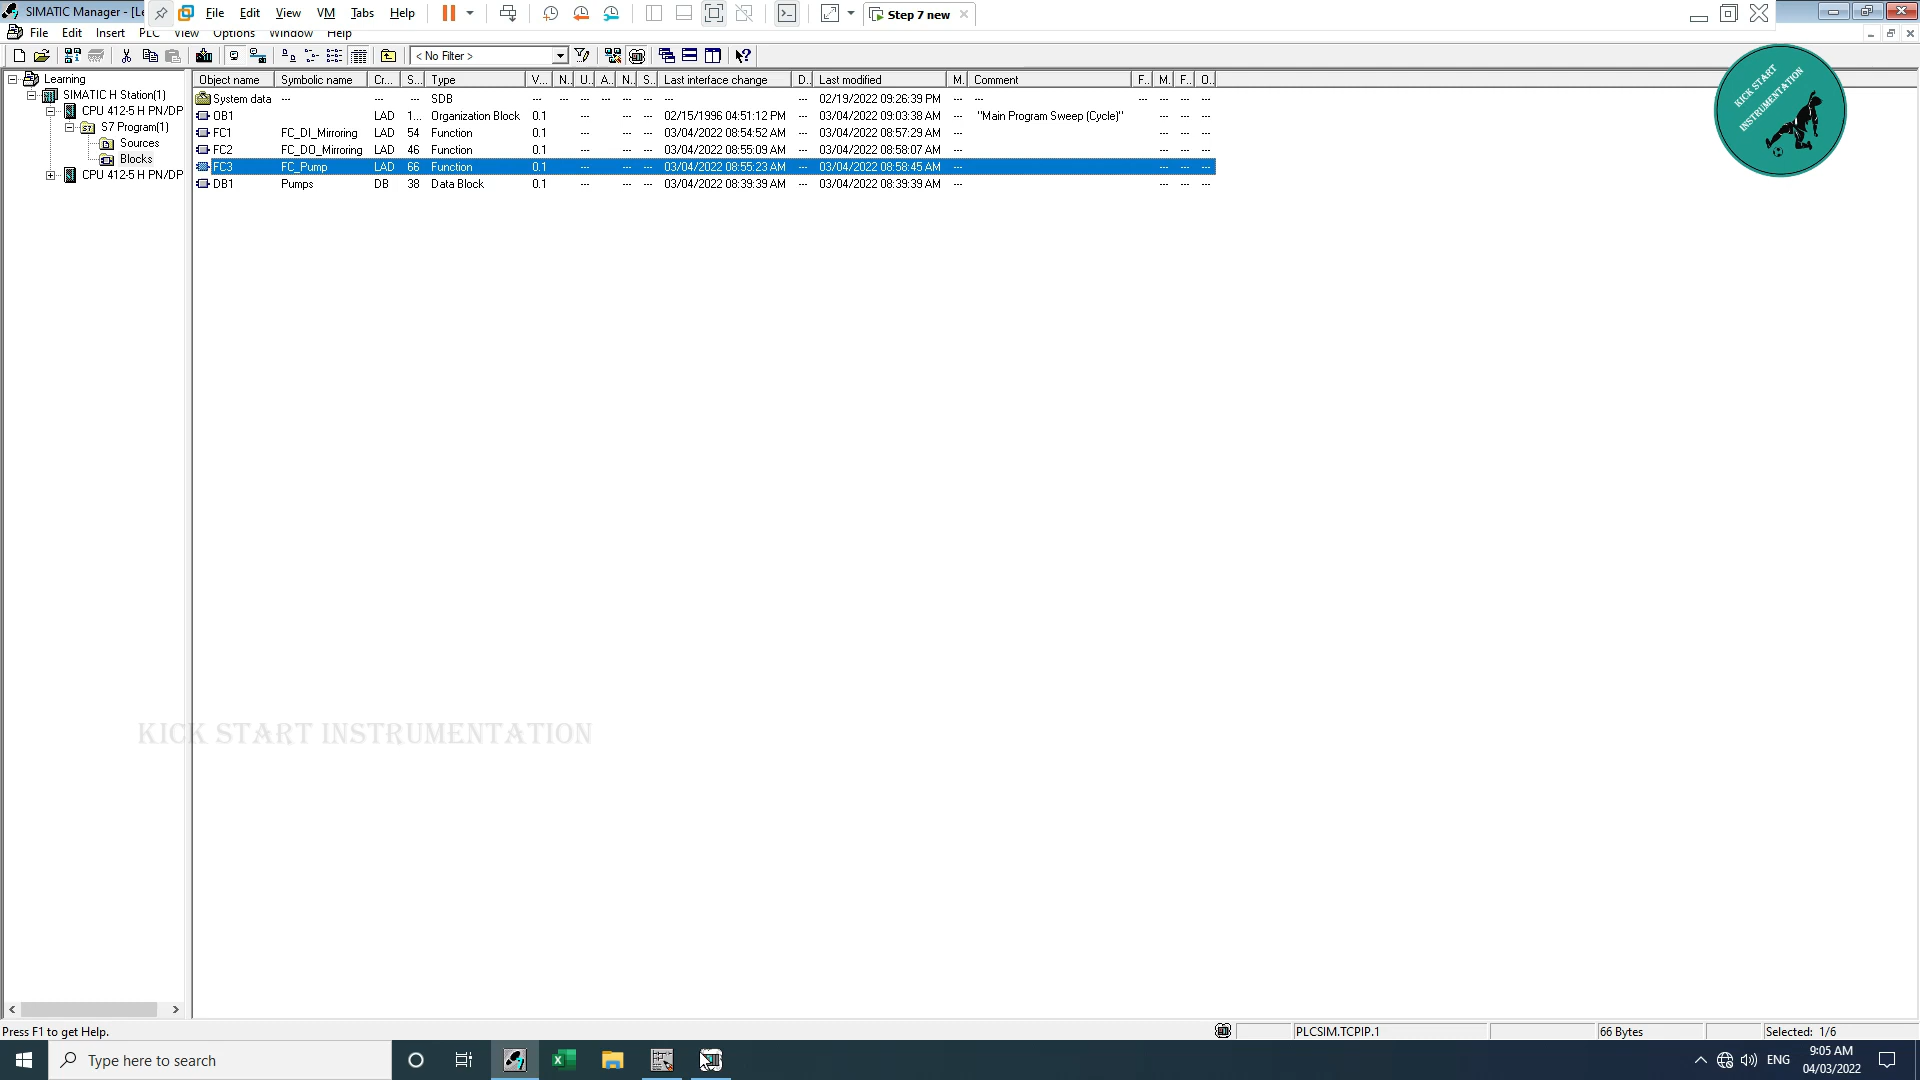 SIMATIC Manager - [Le
File Edit View VM Tabs Help
Step 7 new
File Edit Insert PLC View Options Window Help
< No Filter >
Learning
SIMATIC H Station(1)
CPU 412-5 H PN/DP
S7 Program(1)
Sources
Blocks
CPU 412-5 H PN/DP
Object name Symbolic name Cr... S... Type V... N.. U.. A.. N.. S.. Last interface change D.. Last modified M. Comment F.. M. F.. O..
System data --- --- --- SDB --- --- --- --- --- --- --- --- 02/19/2022 09:26:39 PM --- --- --- --- --- ---
OB1 LAD 1... Organization Block 0.1 --- --- --- 02/15/1996 04:51:12 PM --- 03/04/2022 09:03:38 AM --- "Main Program Sweep (Cycle)" --- --- ---
FC1 FC_DI_Mirroring LAD 54 Function 0.1 --- --- --- 03/04/2022 08:54:52 AM --- 03/04/2022 08:57:29 AM --- --- --- ---
FC2 FC_DO_Mirroring LAD 46 Function 0.1 --- --- --- 03/04/2022 08:55:09 AM --- 03/04/2022 08:58:07 AM --- --- --- ---
FC3 FC_Pump LAD 66 Function 0.1 --- --- --- 03/04/2022 08:55:23 AM --- 03/04/2022 08:58:45 AM --- --- --- ---
DB1 Pumps DB 38 Data Block 0.1 --- --- --- 03/04/2022 08:39:39 AM --- 03/04/2022 08:39:39 AM --- --- --- ---
KICK START
INSTRUMENTATION
KICK START INSTRUMENTATION
Press F1 to get Help.
PLCSIM.TCPIP.1
66 Bytes
Selected: 1/6
Type here to search
ENG
9:05 AM
04/03/2022